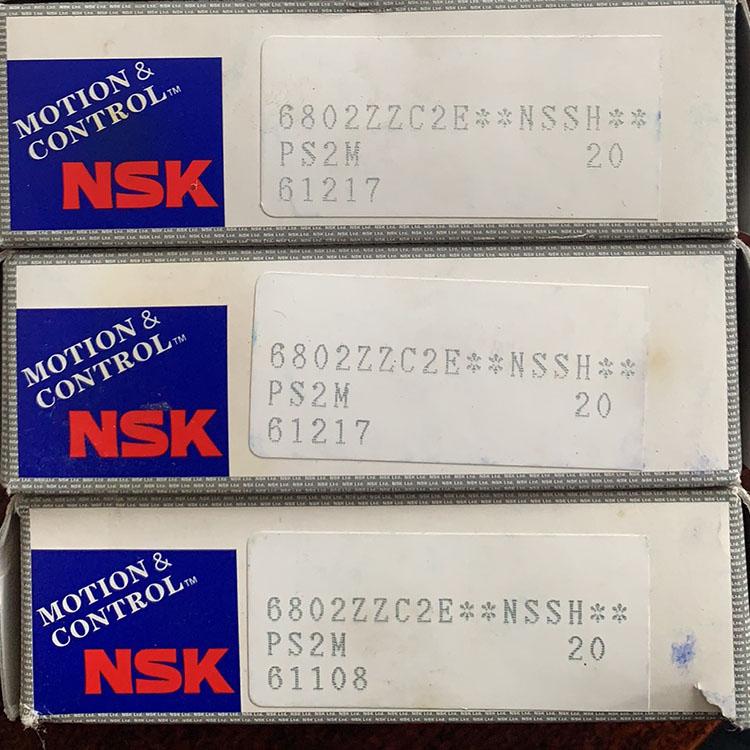 MOTION &
CONTROL™
NSK
6802ZZC2E**NSSH**
PS2M 20
61217
MOTION &
CONTROL™
NSK
6802ZZC2E**NSSH**
PS2M 20
61217
MOTION &
CONTROL™
NSK
6802ZZC2E**NSSH**
PS2M 20
61108